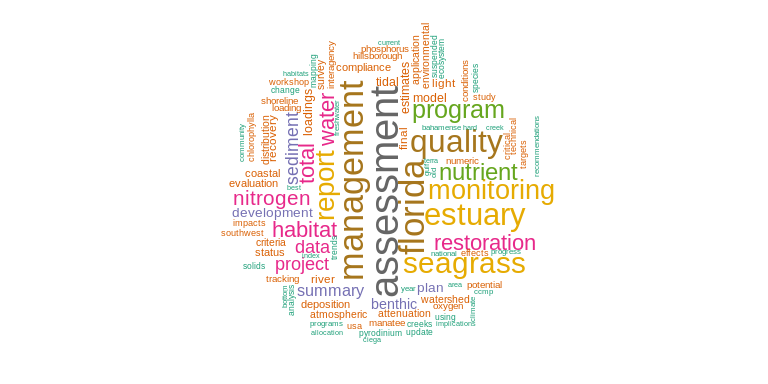 current
phosphorus
hillsborough
environmental
suspended
ecosystem
application
interagency
survey
mapping
habitats
workshop
change
compliance
tidal
estimates
light
conditions
species
shoreline
loading
loadings
water
freshwater
management
assessment
model
study
program
community
chlorophyll
distribution
recovery
sediment
total
report
final
bahamense
hard
creek
quality
critical
technical
targets
recommendations
coastal
evaluation
best
florida
terra
gulf
numeric
nutrient
nitrogen
development
monitoring
impacts
southwest
habitat
estuary
criteria
status
data
index
trends
restoration
national
effects
progress
solids
project
seagrass
tracking
river
bottom
analysis
summary
year
plan
area
potential
ccmp
deposition
atmospheric
benthic
watershed
oxygen
climate
attenuation
programs
usa
manatee
creeks
using
implications
allocation
pyrodinium
update
ciega